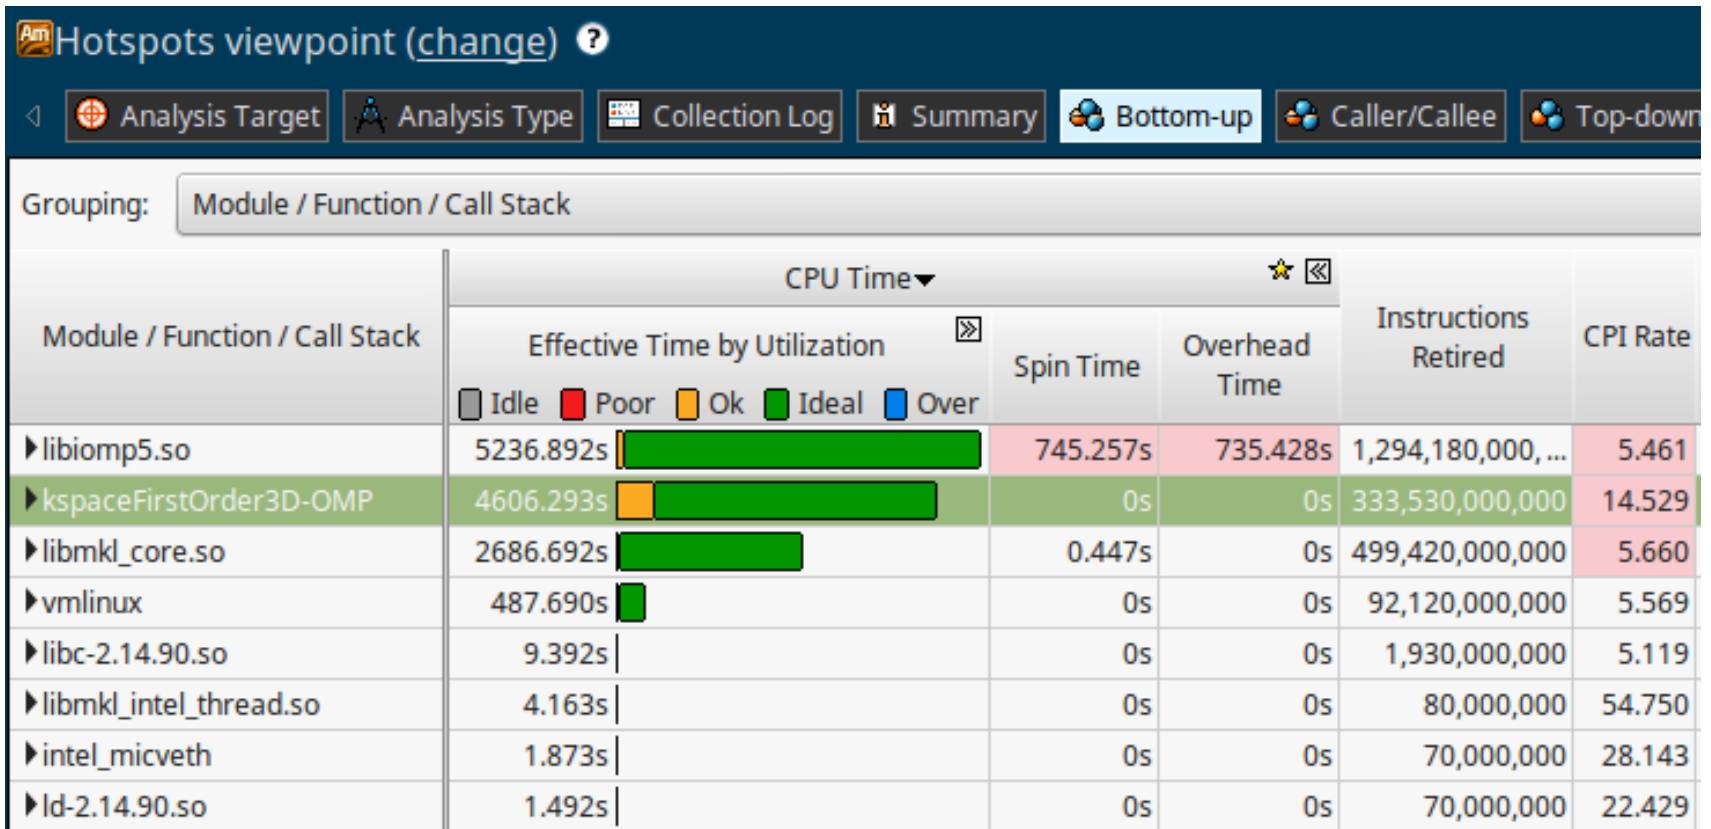 Am Hotspots viewpoint (change) ?
Analysis Target Analysis Type Collection Log Summary Bottom-up Caller/Callee Top-down
Grouping: Module / Function / Call Stack
Module / Function / Call Stack CPU Time Instructions Retired CPI Rate
Effective Time by Utilization Spin Time Overhead Time
Idle Poor Ok Ideal Over
libiomp5.so 5236.892s 745.257s 735.428s 1,294,180,000, ... 5.461
kspaceFirstOrder3D-OMP 4606.293s 0s 0s 333,530,000,000 14.529
libmkl_core.so 2686.692s 0.447s 0s 499,420,000,000 5.660
vmlinux 487.690s 0s 0s 92,120,000,000 5.569
libc-2.14.90.so 9.392s 0s 0s 1,930,000,000 5.119
libmkl_intel_thread.so 4.163s 0s 0s 80,000,000 54.750
intel_micveth 1.873s 0s 0s 70,000,000 28.143
ld-2.14.90.so 1.492s 0s 0s 70,000,000 22.429